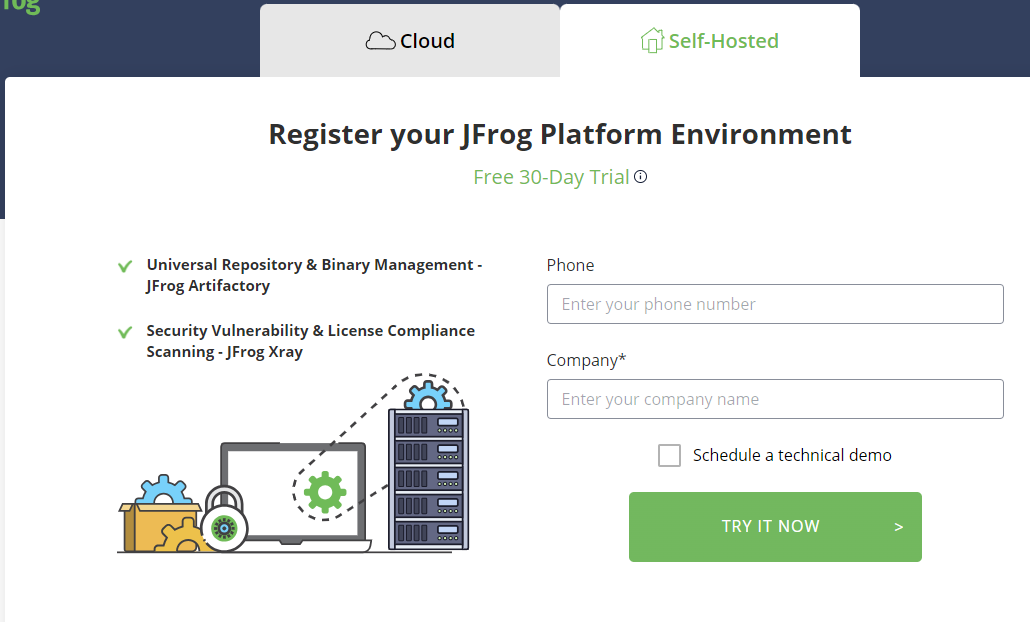 Cloud
Self-Hosted
Register your JFrog Platform Environment
Free 30-Day Trial
Universal Repository & Binary Management -
JFrog Artifactory
Security Vulnerability & License Compliance
Scanning - JFrog Xray
Phone
Enter your phone number
Company*
Enter your company name
Schedule a technical demo
TRY IT NOW >